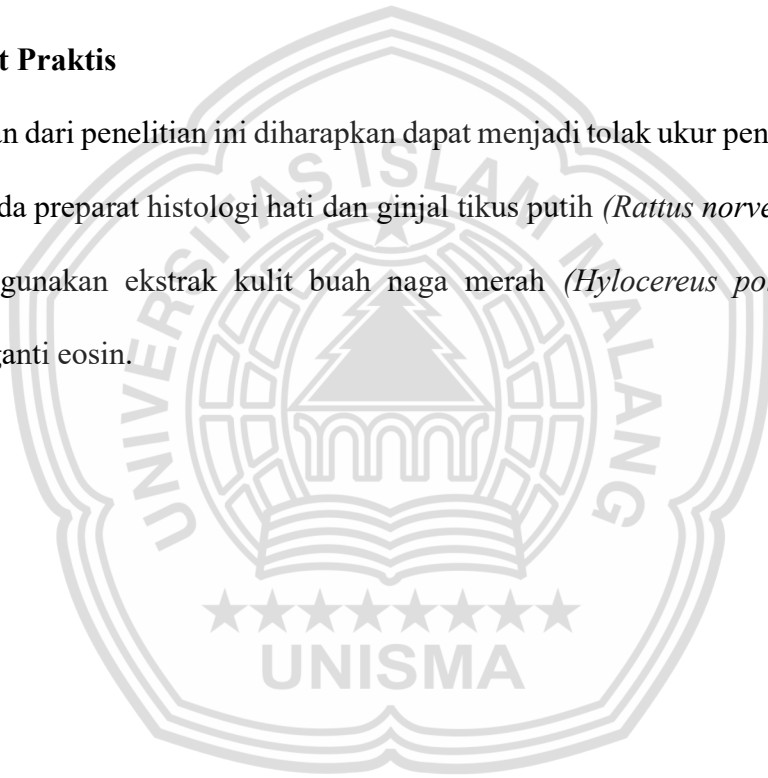 t Praktis
n dari penelitian ini diharapkan dapat menjadi tolak ukur pen
da preparat histologi hati dan ginjal tikus putih (Rattus norve
gunakan ekstrak kulit buah naga merah (Hylocereus po
anti eosin.
UNIVERSITAS ISLAM MALANG
UNISMA